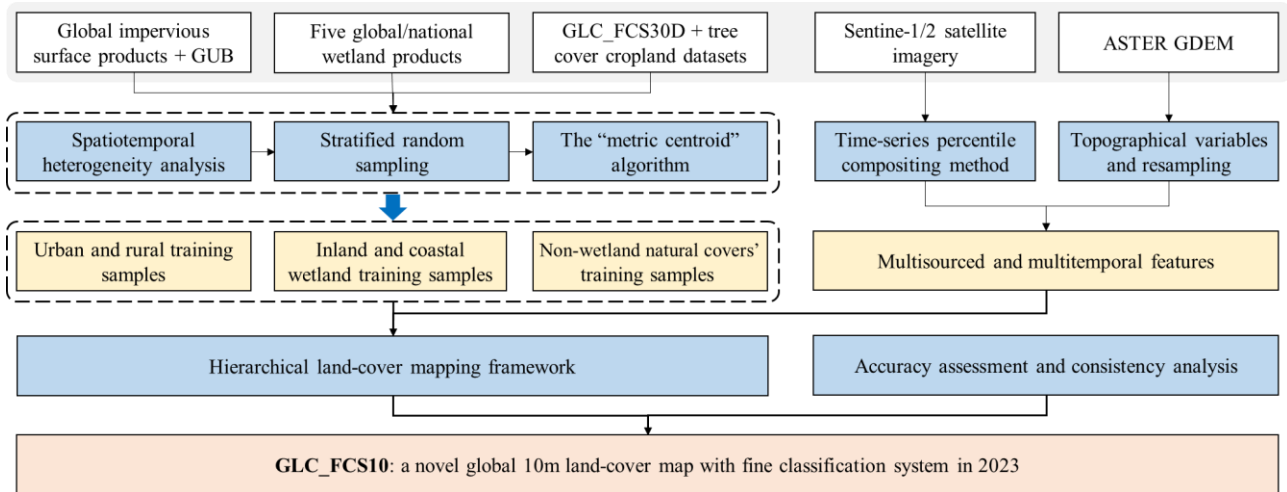 Global impervious
surface products + GUB
Five global/national
wetland products
GLC_FCS30D + tree
cover cropland datasets
Sentine-1/2 satellite
imagery
ASTER GDEM
Spatiotemporal
heterogeneity analysis
Stratified random
sampling
The “metric centroid”
algorithm
Time-series percentile
compositing method
Topographical variables
and resampling
Urban and rural training
samples
Inland and coastal
wetland training samples
Non-wetland natural covers’
training samples
Multisourced and multitemporal features
Hierarchical land-cover mapping framework
Accuracy assessment and consistency analysis
GLC_FCS10: a novel global 10m land-cover map with fine classification system in 2023